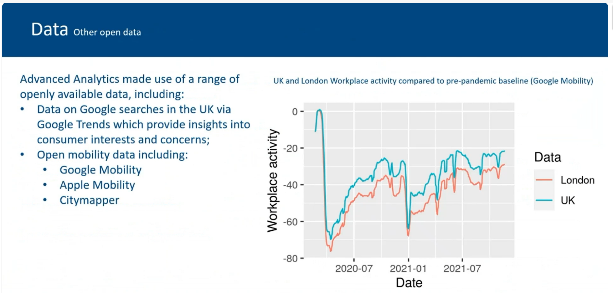 Data Other open data
Advanced Analytics made use of a range of
openly available data, including:
• Data on Google searches in the UK via
Google Trends which provide insights into
consumer interests and concerns;
• Open mobility data including:
• Google Mobility
• Apple Mobility
• Citymapper
UK and London Workplace activity compared to pre-pandemic baseline (Google Mobility)
Workplace activity
0
-20
-40
-60
-80
2020-07 2021-01 2021-07
Date
Data
London
UK